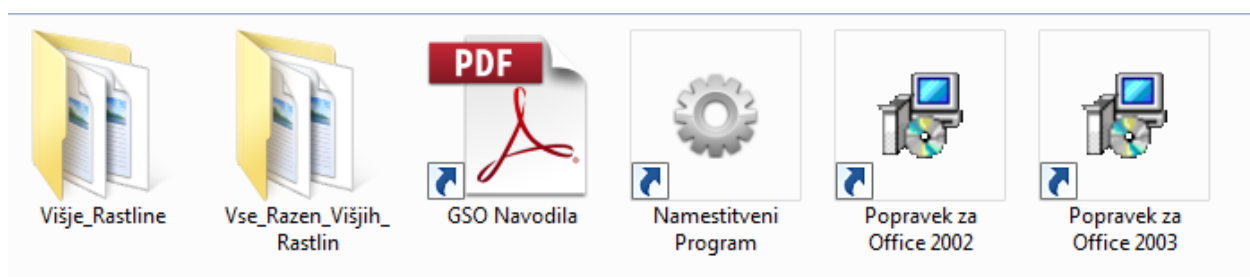 PDF
Višje_Rastline
Vse_Razen_Višjih_
Rastlin
GSO Navodila
Namestitveni
Program
Popravek za
Office 2002
Popravek za
Office 2003